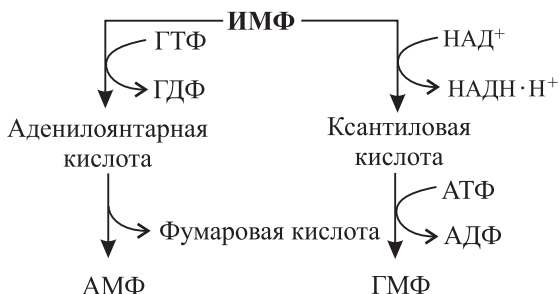 ИМФ
ГТФ
НАД⁺
ГДФ
НАДН·Н⁺
Аденилоянтарная
кислота
Ксантиловая
кислота
АТФ
Фумаровая кислота
АДФ
АМФ
ГМФ